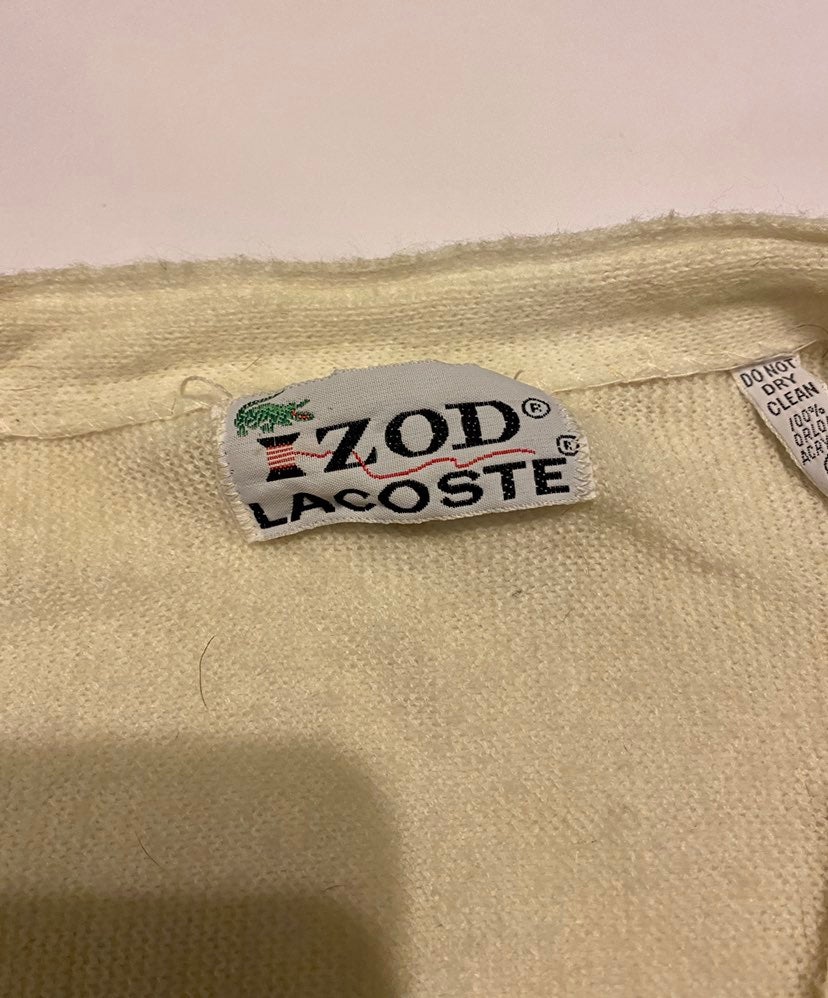 IZOD®
LACOSTE®
DO NOT
DRY
CLEAN
100%